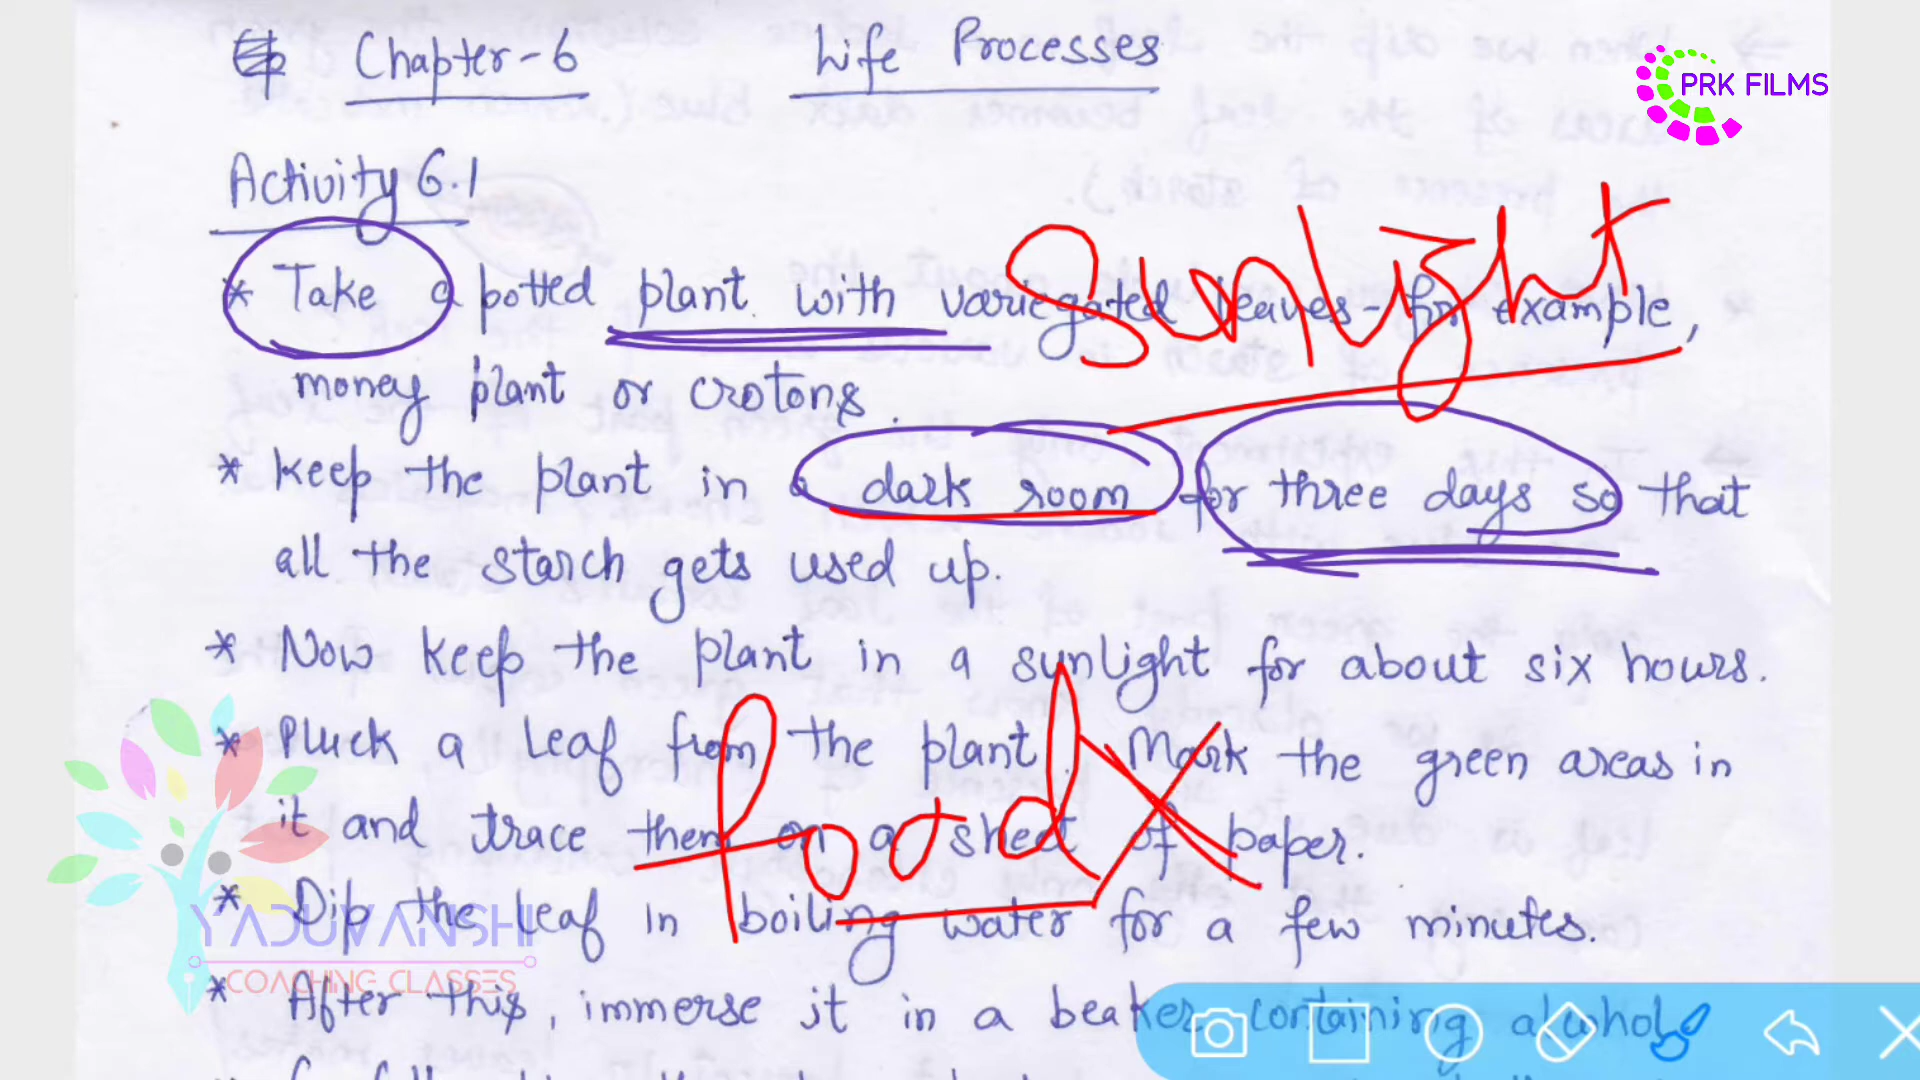 Chapter-6 Life Processes
PRK FILMS
Activity 6.1
sunlight
* Take a potted plant with variegated leaves - for example,
money plant or crotons.
* Keep the plant in a dark room for three days so that
all the starch gets used up.
* Now keep the plant in a sunlight for about six hours.
* Pluck a leaf from the plant. Mark the green areas in
it and trace them on a sheet of paper.
food
* Dip the leaf in boiling water for a few minutes.
YADUVANSHI
COACHING CLASSES
* After this, immerse it in a beaker containing alcohol